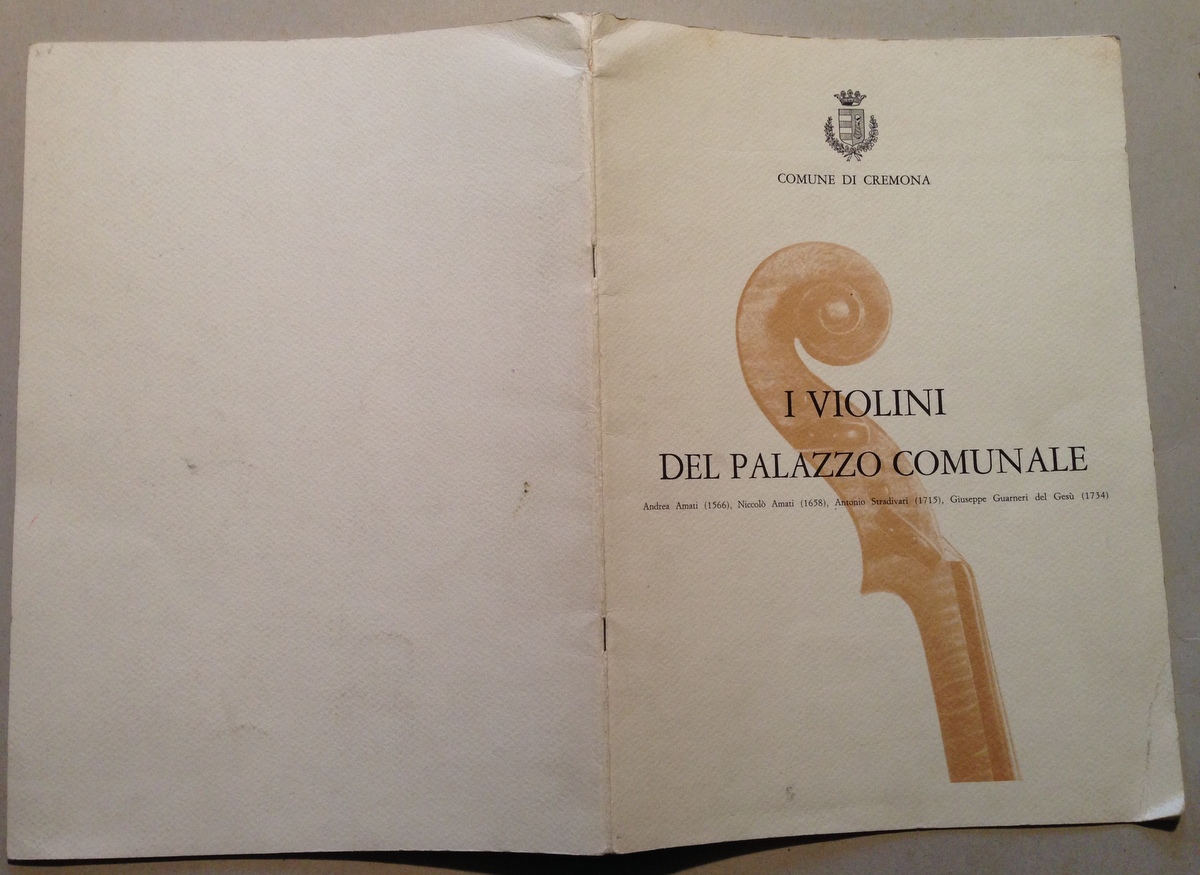 COMUNE DI CREMONA
I VIOLINI
DEL PALAZZO COMUNALE
Andrea Amati (1566), Niccolò Amati (1658), Antonio Stradivari (1715), Giuseppe Guarneri del Gesù (1734)